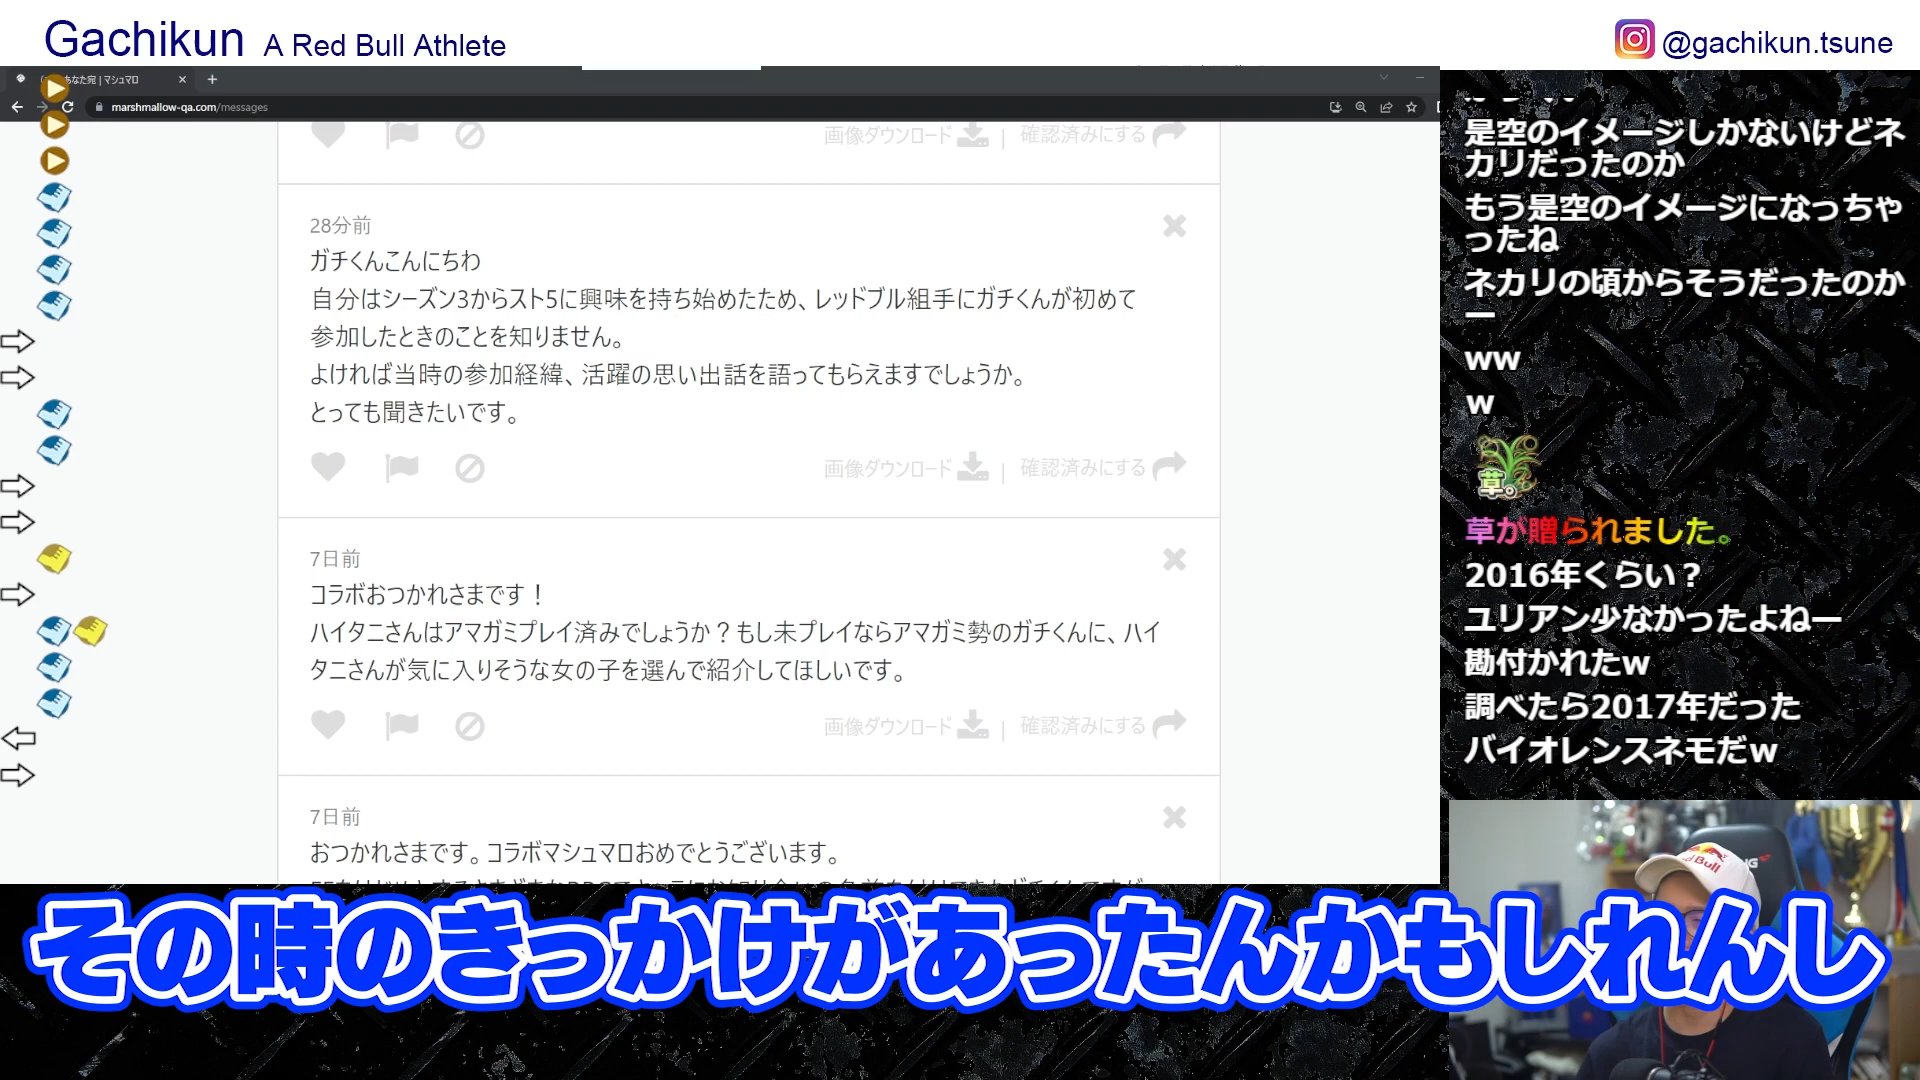 Gachikun A Red Bull Athlete
@gachikun.tsune
あなた宛 | マシュマロ
marshmallow-qa.com/messages
画像ダウンロード | 確認済みにする
28分前
ガチくんこんにちわ
自分はシーズン3からスト5に興味を持ち始めたため、レッドブル組手にガチくんが初めて
参加したときのことを知りません。
よければ当時の参加経緯、活躍の思い出話を語ってもらえますでしょうか。
とっても聞きたいです。
画像ダウンロード | 確認済みにする
7日前
コラボおつかれさまです！
ハイタニさんはアマガミプレイ済みでしょうか？もし未プレイならアマガミ勢のガチくんに、ハイ
タニさんが気に入りそうな女の子を選んで紹介してほしいです。
画像ダウンロード | 確認済みにする
7日前
おつかれさまです。コラボマシュマロおめでとうございます。
是空のイメージしかないけどネ
カリだったのか
もう是空のイメージになっちゃ
ったね
ネカリの頃からそうだったのか
ー
ww
w
草。
草が贈られました。
2016年くらい？
ユリアン少なかったよねー
勘付かれたw
調べたら2017年だった
バイオレンスネモだw
Red Bull
その時のきっかけがあったんかもしれんし